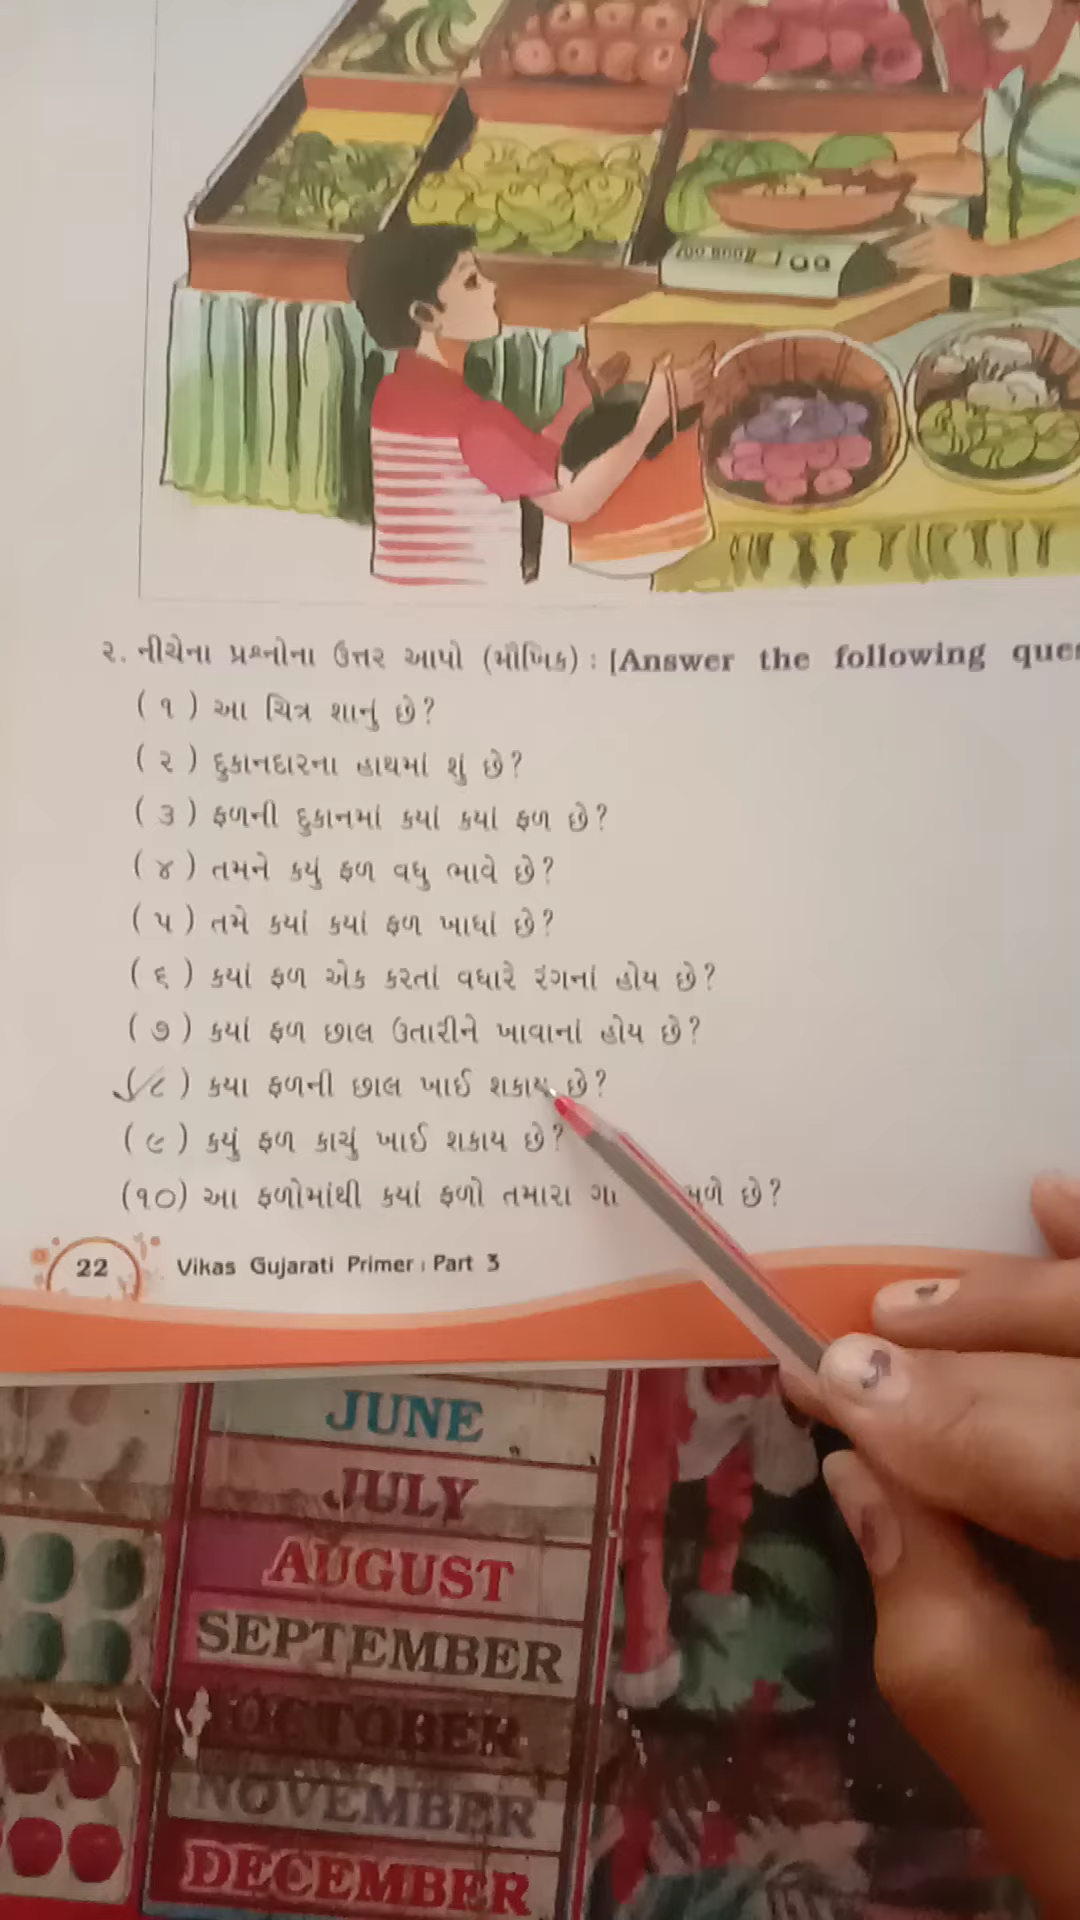 ૨. નીચેના પ્રશ્નોના ઉત્તર આપો (મૌખિક) : [Answer the following
(૧) આ ચિત્ર શાનું છે?
(૨) દુકાનદારના હાથમાં શું છે?
(૩) ફળની દુકાનમાં કયાં કયાં ફળ છે?
(૪) તમને કયું ફળ વધુ ભાવે છે?
(૫) તમે કયાં કયાં ફળ ખાધાં છે?
(૬) કયાં ફળ એક કરતાં વધારે રંગનાં હોય છે?
(૭) કયાં ફળ છાલ ઉતારીને ખાવાનાં હોય છે?
(૮) કયા ફળની છાલ ખાઈ શકાય છે?
(૯) કયું ફળ કાચું ખાઈ શકાય છે?
(૧૦) આ ફળોમાંથી કયાં ફળો તમારા છે?
22 Vikas Gujarati Primer : Part 3
JUNE
JULY
AUGUST
SEPTEMBER
OCTOBER
NOVEMBER
DECEMBER